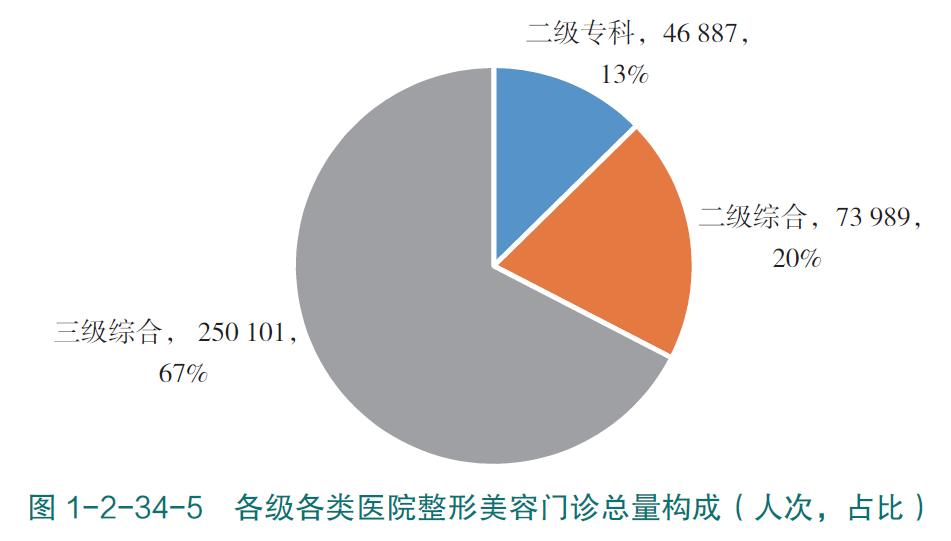 二级专科，46 887，
13%
二级综合，73 989，
20%
三级综合， 250 101，
67%
图 1-2-34-5 各级各类医院整形美容门诊总量构成（人次，占比）